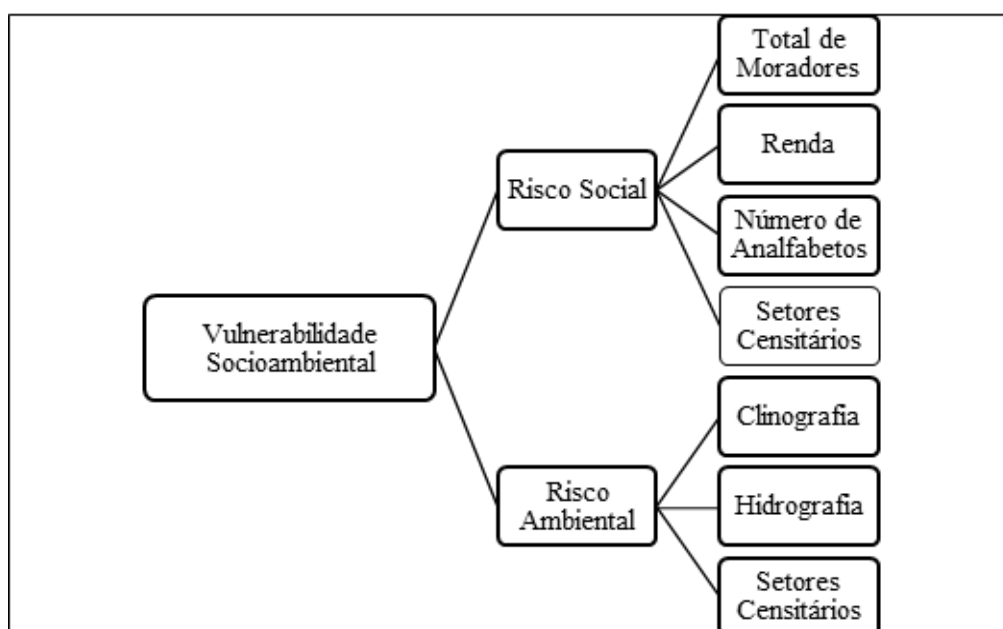 Total de
Moradores
Renda
Risco Social
Número de
Analfabetos
Setores
Censitários
Vulnerabilidade
Socioambiental
Clinografia
Risco
Ambiental
Hidrografia
Setores
Censitários